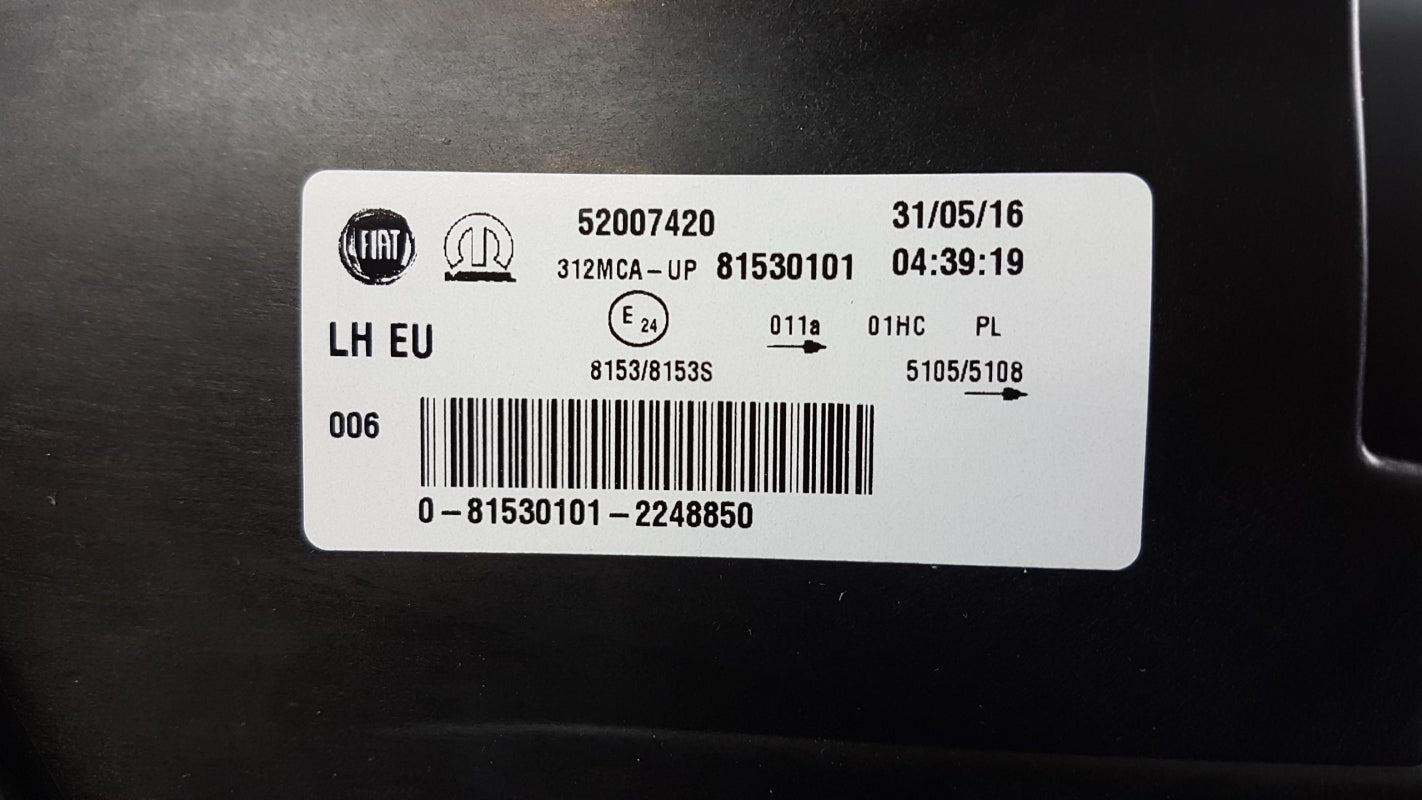 FIAT
52007420 31/05/16
312MCA-UP 81530101 04:39:19
LH EU E 24 011a 01HC PL
8153/8153S 5105/5108
006
0-81530101-2248850